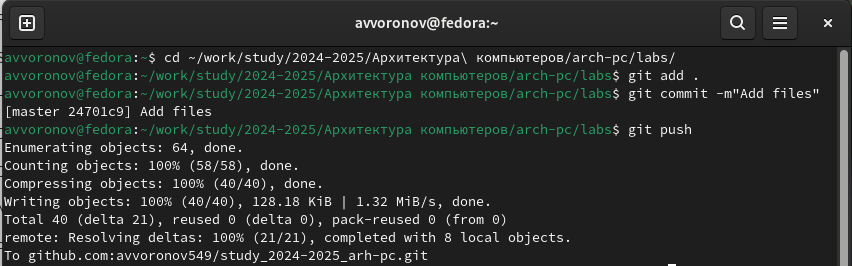 avvoronov@fedora:~
avvoronov@fedora:~$ cd ~/work/study/2024-2025/Архитектура\ компьютеров/arch-pc/labs/
avvoronov@fedora:~/work/study/2024-2025/Архитектура компьютеров/arch-pc/labs$ git add .
avvoronov@fedora:~/work/study/2024-2025/Архитектура компьютеров/arch-pc/labs$ git commit -m"Add files"
[master 24701c9] Add files
avvoronov@fedora:~/work/study/2024-2025/Архитектура компьютеров/arch-pc/labs$ git push
Enumerating objects: 64, done.
Counting objects: 100% (58/58), done.
Compressing objects: 100% (40/40), done.
Writing objects: 100% (40/40), 128.18 KiB | 1.32 MiB/s, done.
Total 40 (delta 21), reused 0 (delta 0), pack-reused 0 (from 0)
remote: Resolving deltas: 100% (21/21), completed with 8 local objects.
To github.com:avvoronov549/study_2024-2025_arh-pc.git